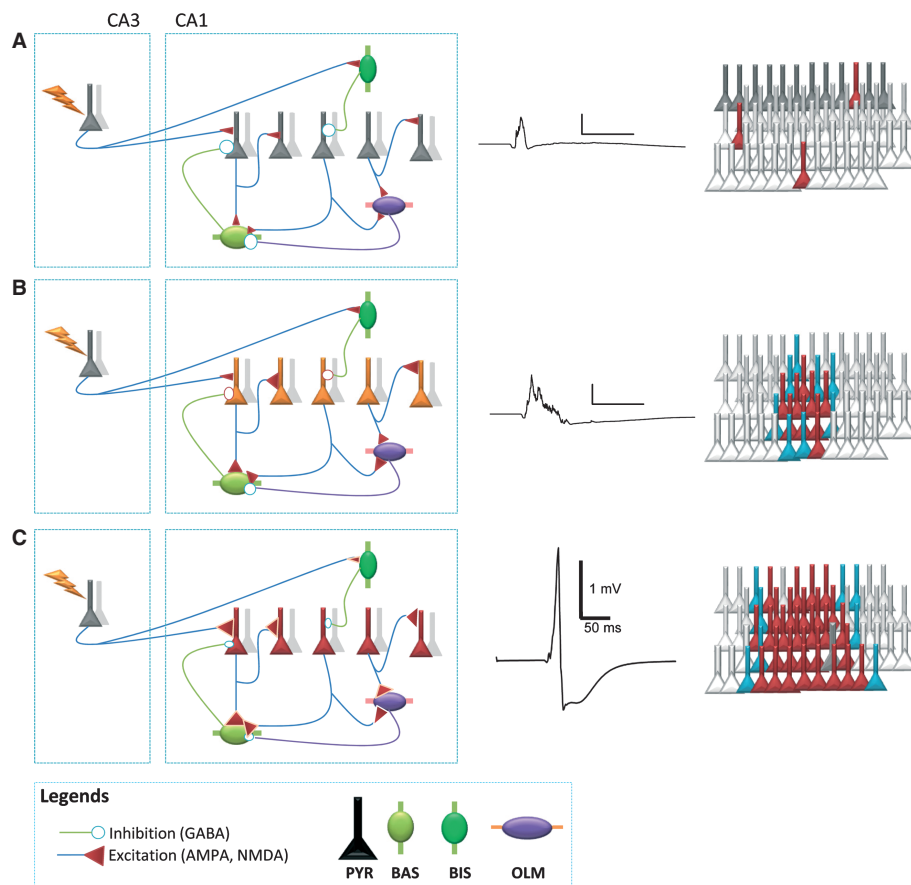 CA3 CA1
A
B
C
1 mV
50 ms
Legends
Inhibition (GABA)
Excitation (AMPA, NMDA)
PYR BAS BIS OLM